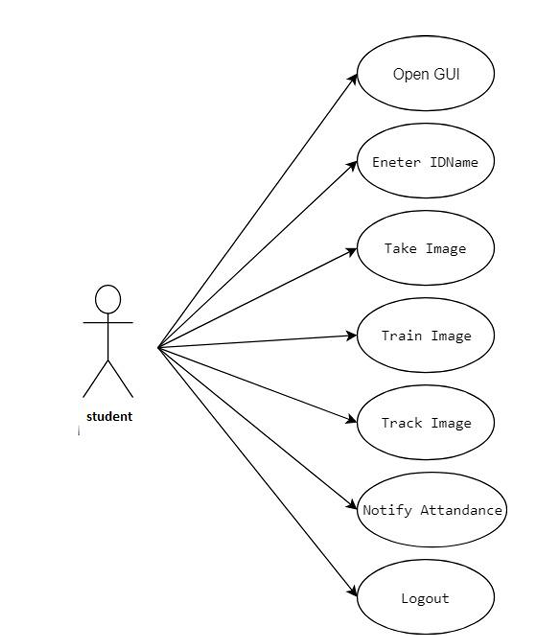 Open GUI
Eneter IDName
Take Image
Train Image
student
Track Image
Notify Attandance
Logout